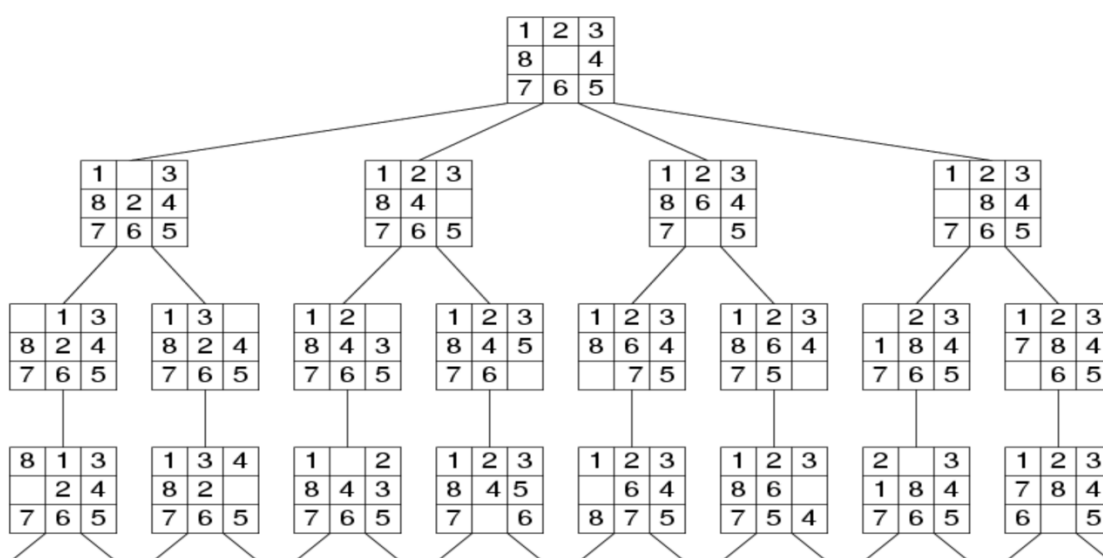 1 2 3
8 4
7 6 5
1 3 1 2 3 1 2 3 1 2 3
8 2 4 8 4 8 6 4 8 4
7 6 5 7 6 5 7 5 7 6 5
1 3 1 3 1 2 1 2 3 1 2 3 1 2 3 2 3 1 2 3
8 2 4 8 2 4 8 4 3 8 4 5 8 6 4 8 6 4 1 8 4 7 8 4
7 6 5 7 6 5 7 6 5 7 6 7 5 7 5 7 6 5 6 5
8 1 3 1 3 4 1 2 1 2 3 1 2 3 1 2 3 2 3 1 2 3
2 4 8 2 8 4 3 8 4 5 6 4 8 6 1 8 4 7 8 4
7 6 5 7 6 5 7 6 5 7 6 8 7 5 7 5 4 7 6 5 6 5